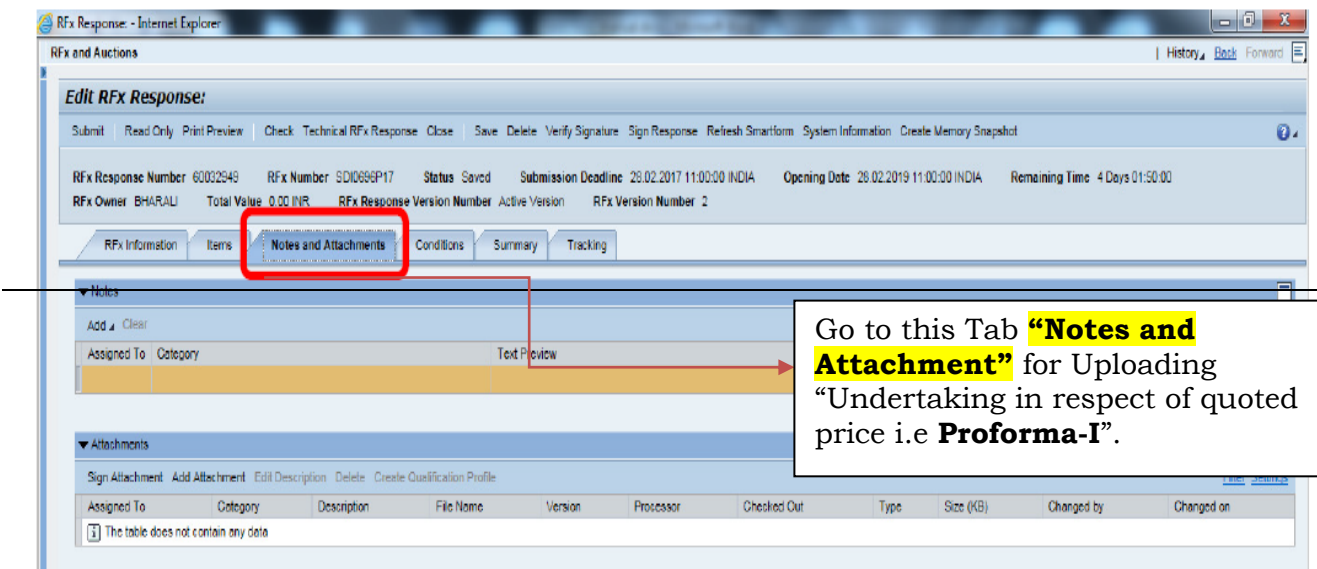 RFx Response: - Internet Explorer
RFx and Auctions
History Back Forward
Edit RFx Response:
Submit Read Only Print Preview Check Technical RFx Response Close Save Delete Verify Signature Sign Response Refresh Smartform System Information Create Memory Snapshot
RFx Response Number 60032949 RFx Number SDI0696P17 Status Saved Submission Deadline 28.02.2017 11:00:00 INDIA Opening Date 28.02.2019 11:00:00 INDIA Remaining Time 4 Days 01:50:00
RFx Owner BHARALI Total Value 0.00 INR RFx Response Version Number Active Version RFx Version Number 2
RFx Information Items Notes and Attachments Conditions Summary Tracking
Notes
Add Clear
Assigned To Category Text Preview
Go to this Tab “Notes and
Attachment” for Uploading
“Undertaking in respect of quoted
price i.e Proforma-I”.
Attachments
Sign Attachment Add Attachment Edit Description Delete Create Qualification Profile
Filter Settings
Assigned To Category Description File Name Version Processor Checked Out Type Size (KB) Changed by Changed on
The table does not contain any data